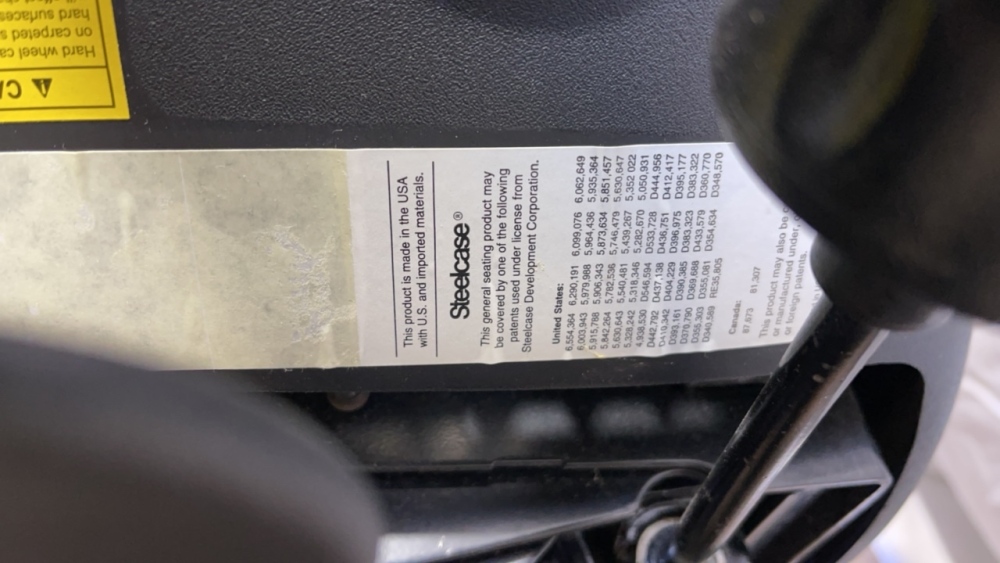 Hard wheel
on carpeted
hard surfaces
This product is made in the USA
with U.S. and imported materials.
Steelcase®
This general seating product may
be covered by one of the following
patents used under license from
Steelcase Development Corporation.
United States:
6,554,364 6,290,191 6,099,076 6,062,649
6,003,943 5,979,988 5,964,436 5,935,364
5,915,788 5,906,343 5,873,634 5,851,457
5,842,264 5,782,536 5,746,479 5,630,647
5,630,643 5,540,481 5,439,267 5,352,022
5,328,242 5,318,346 5,282,670 5,050,931
4,938,530 D546,594 D533,728 D444,956
D442,792 D437,138 D436,751 D412,417
D410,342 D404,229 D396,975 D395,177
D393,161 D390,385 D383,323 D383,322
D379,790 D369,688 D433,579 D360,770
D355,303 D355,081 D354,634 D348,570
D340,589 RE35,805
Canada:
87,673 81,307
This product may also be
or manufactured under
or foreign patents.